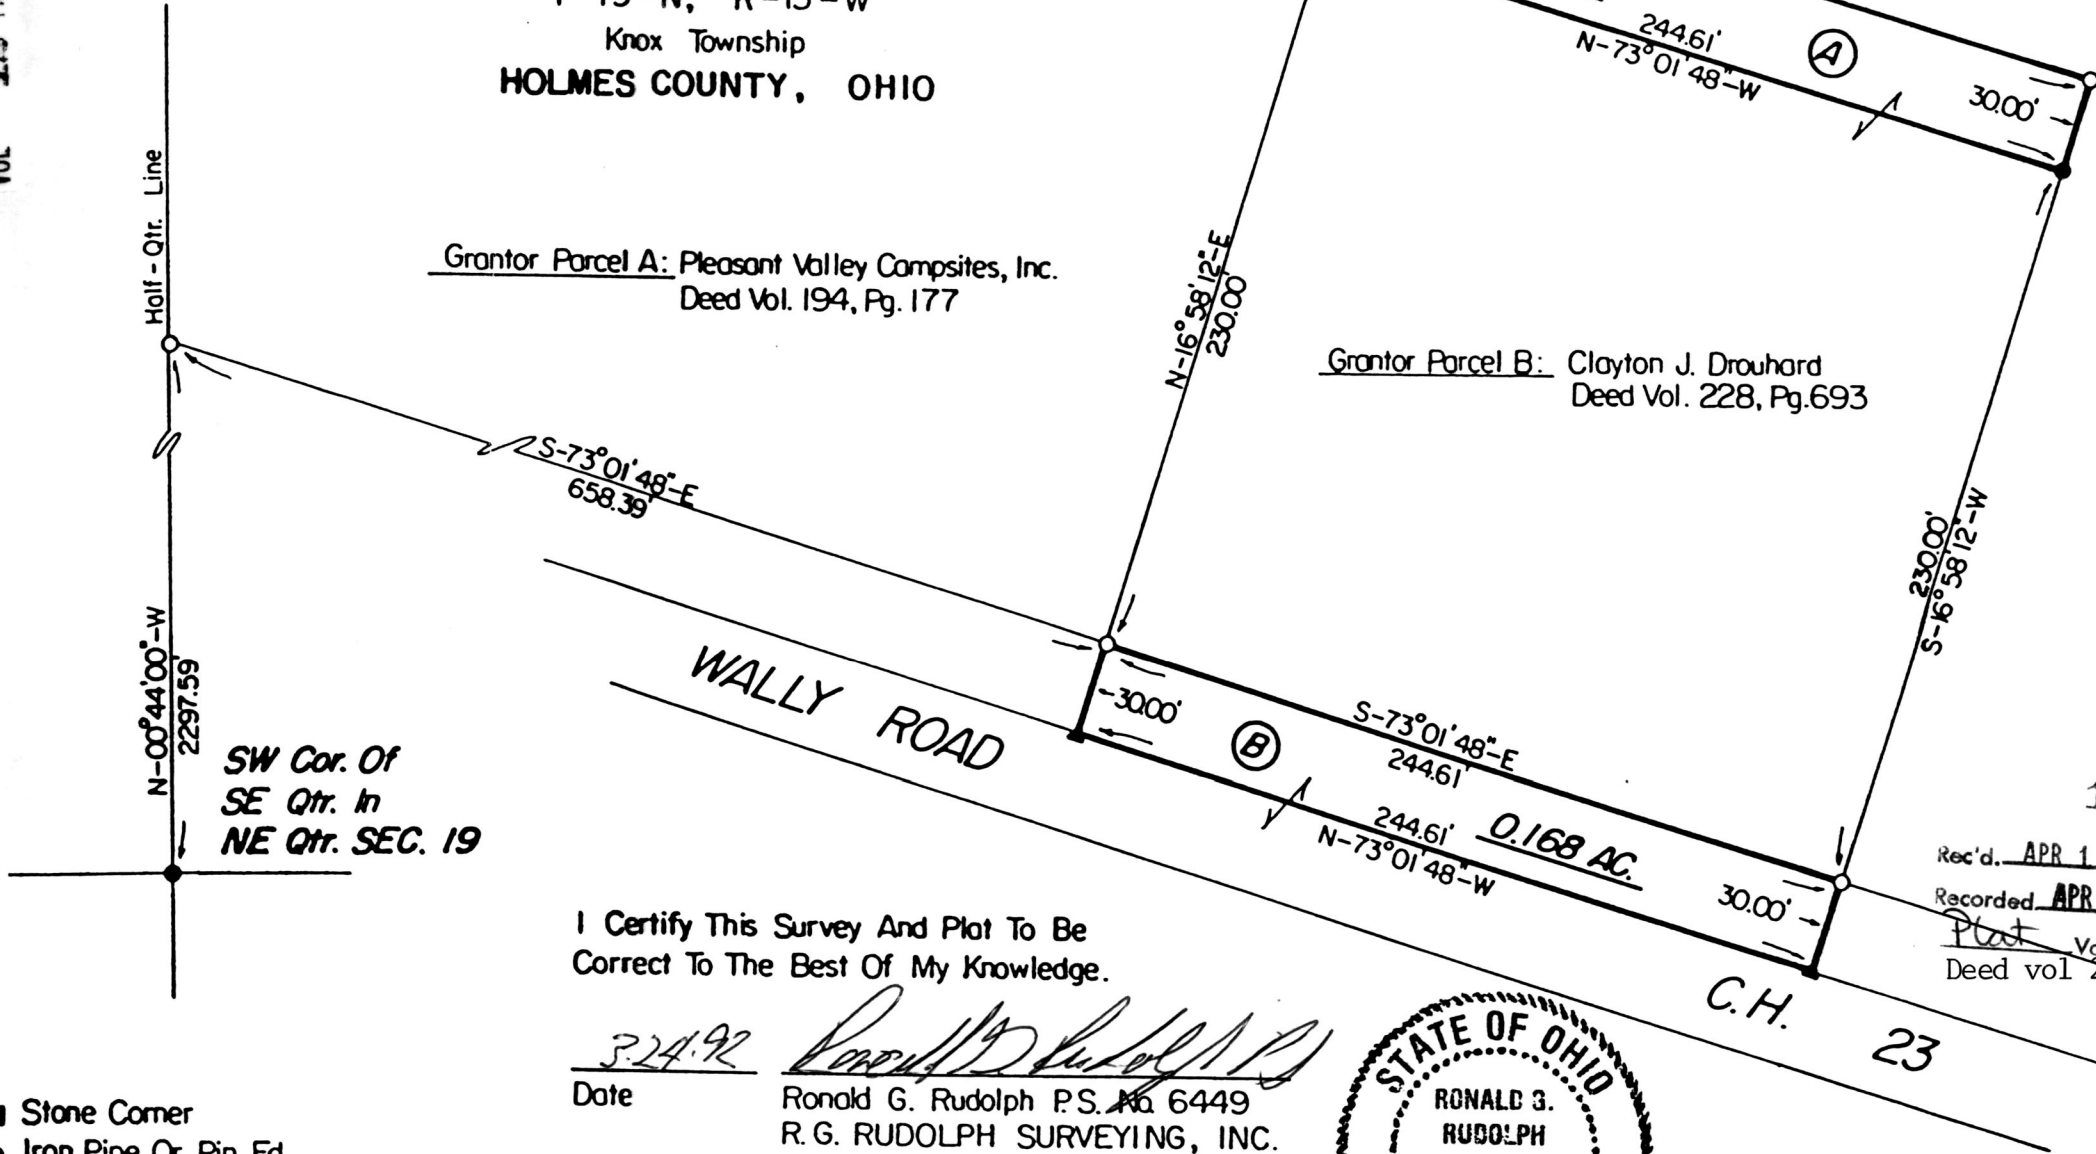 Knox Township
HOLMES COUNTY, OHIO
244.61'
N-73°01'48"-W
A
30.00'
Half-Qtr. Line
Grantor Parcel A: Pleasant Valley Campsites, Inc.
Deed Vol. 194, Pg. 177
N-16°58'12"-E
230.00'
Grantor Parcel B: Clayton J. Drouhard
Deed Vol. 228, Pg.693
S-73°01'48"-E
658.39'
230.00'
S-16°58'12"-W
N-00°44'00"-W
2297.59'
WALLY ROAD
30.00'
B
S-73°01'48"-E
244.61'
244.61'
N-73°01'48"-W
0.168 AC.
30.00'
SW Cor. Of
SE Qtr. In
NE Qtr. SEC. 19
Rec'd. APR 1
Recorded APR
Plat
Deed vol
C.H. 23
I Certify This Survey And Plat To Be
Correct To The Best Of My Knowledge.
3.24.92
Date
Ronald G. Rudolph P.S. No. 6449
R. G. RUDOLPH SURVEYING, INC.
STATE OF OHIO
RONALD G.
RUDOLPH
Stone Corner